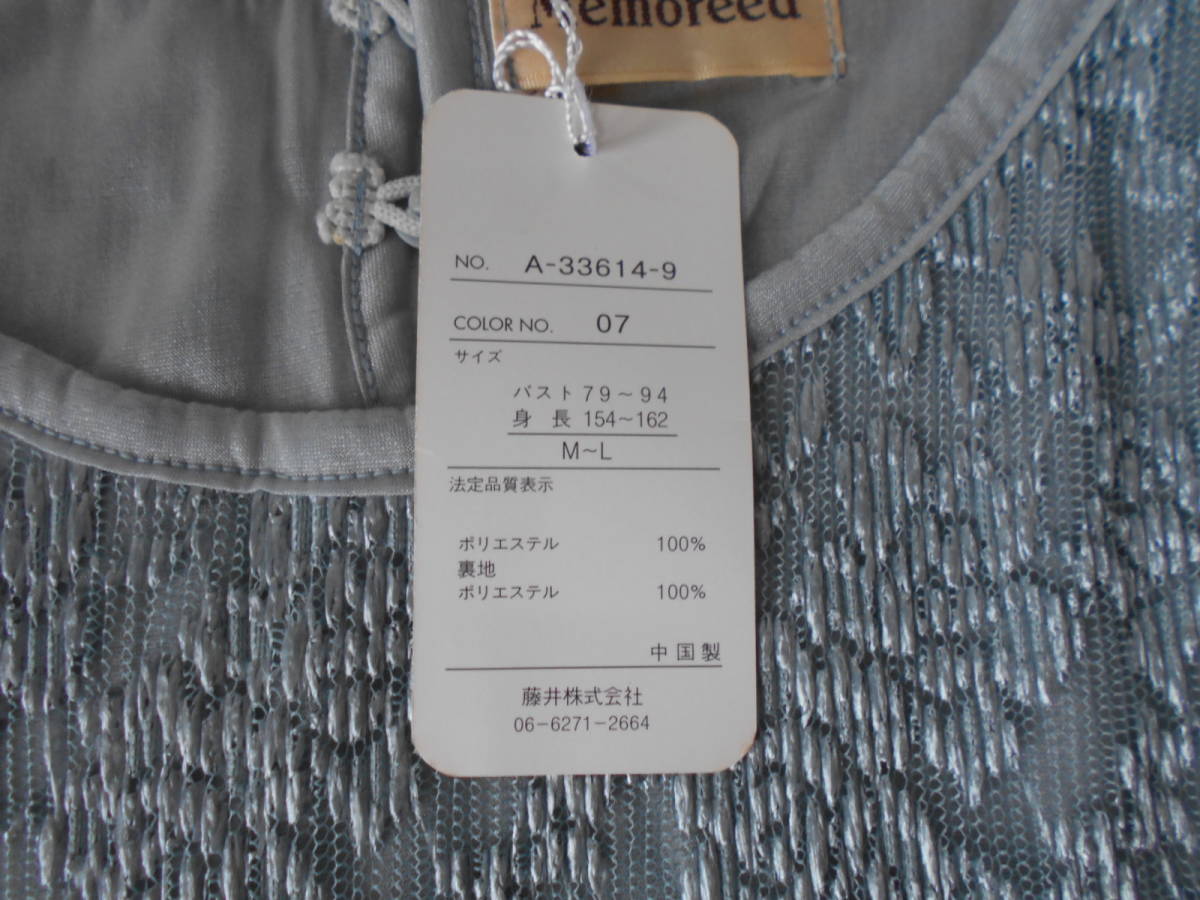 Memoreed
NO. A-33614-9
COLOR NO. 07
サイズ
バスト 79～94
身長 154～162
M~L
法定品質表示
ポリエステル 100%
裏地
ポリエステル 100%
中国製
藤井株式会社
06-6271-2664